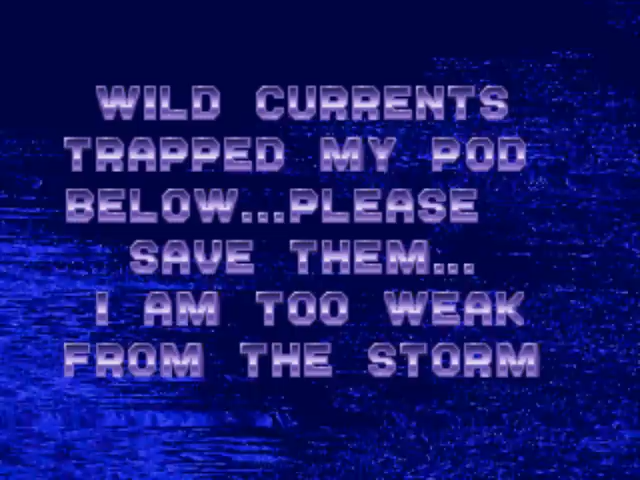 WILD CURRENTS
TRAPPED MY POD
BELOW...PLEASE
SAVE THEM...
I AM TOO WEAK
FROM THE STORM